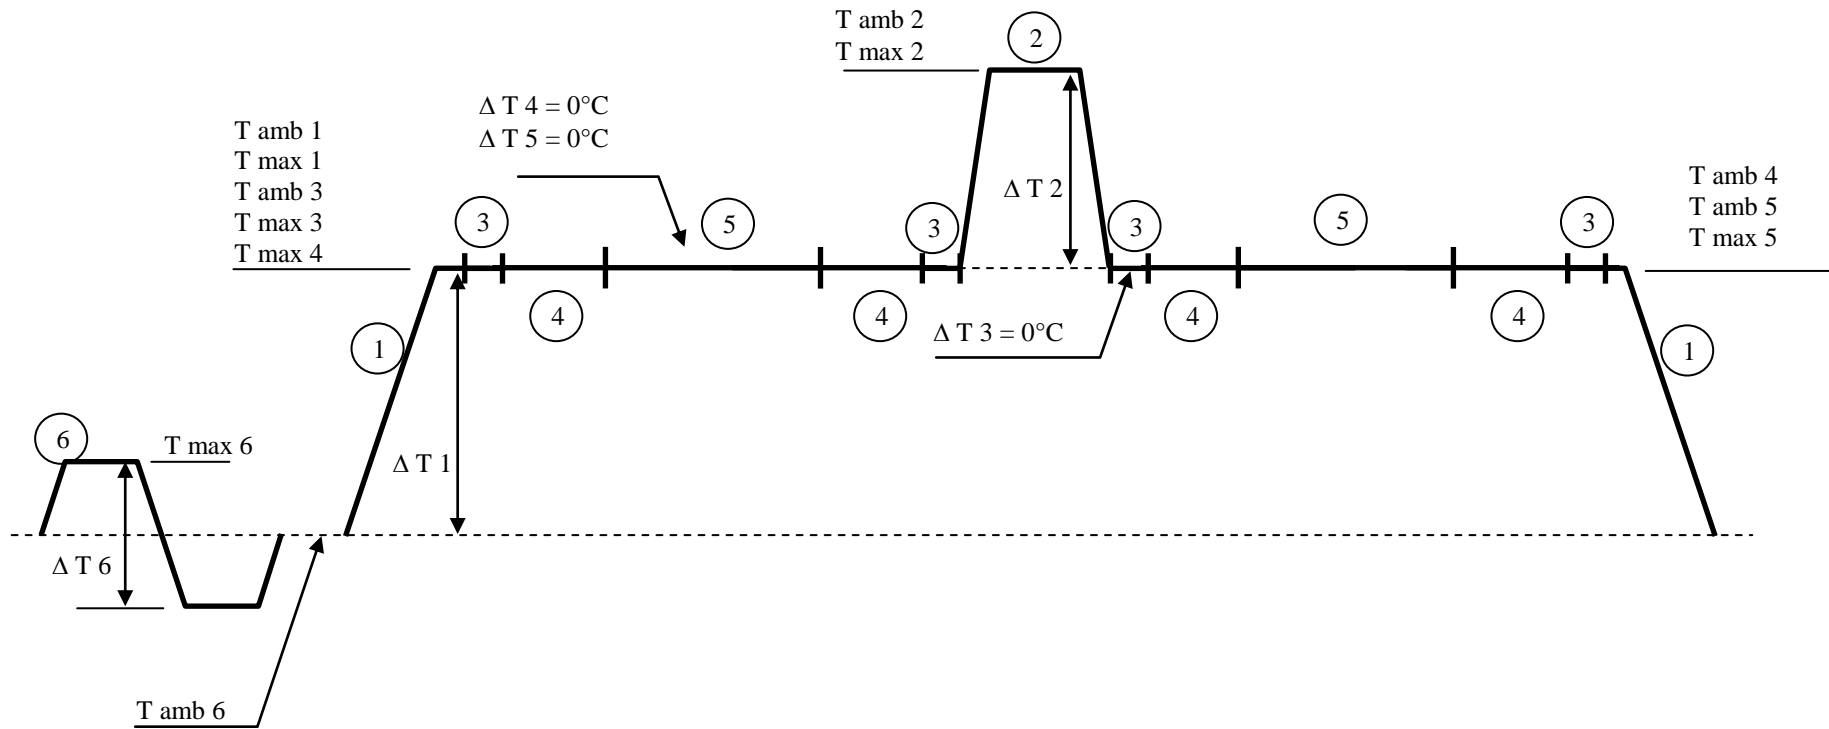 T amb 2
T max 2
2
Δ T 4 = 0°C
Δ T 5 = 0°C
T amb 1
T max 1
T amb 3
T max 3
T max 4
Δ T 2
T amb 4
T amb 5
T max 5
3
5
3
3
5
3
4
4
4
4
Δ T 3 = 0°C
1
1
6
T max 6
Δ T 1
Δ T 6
T amb 6